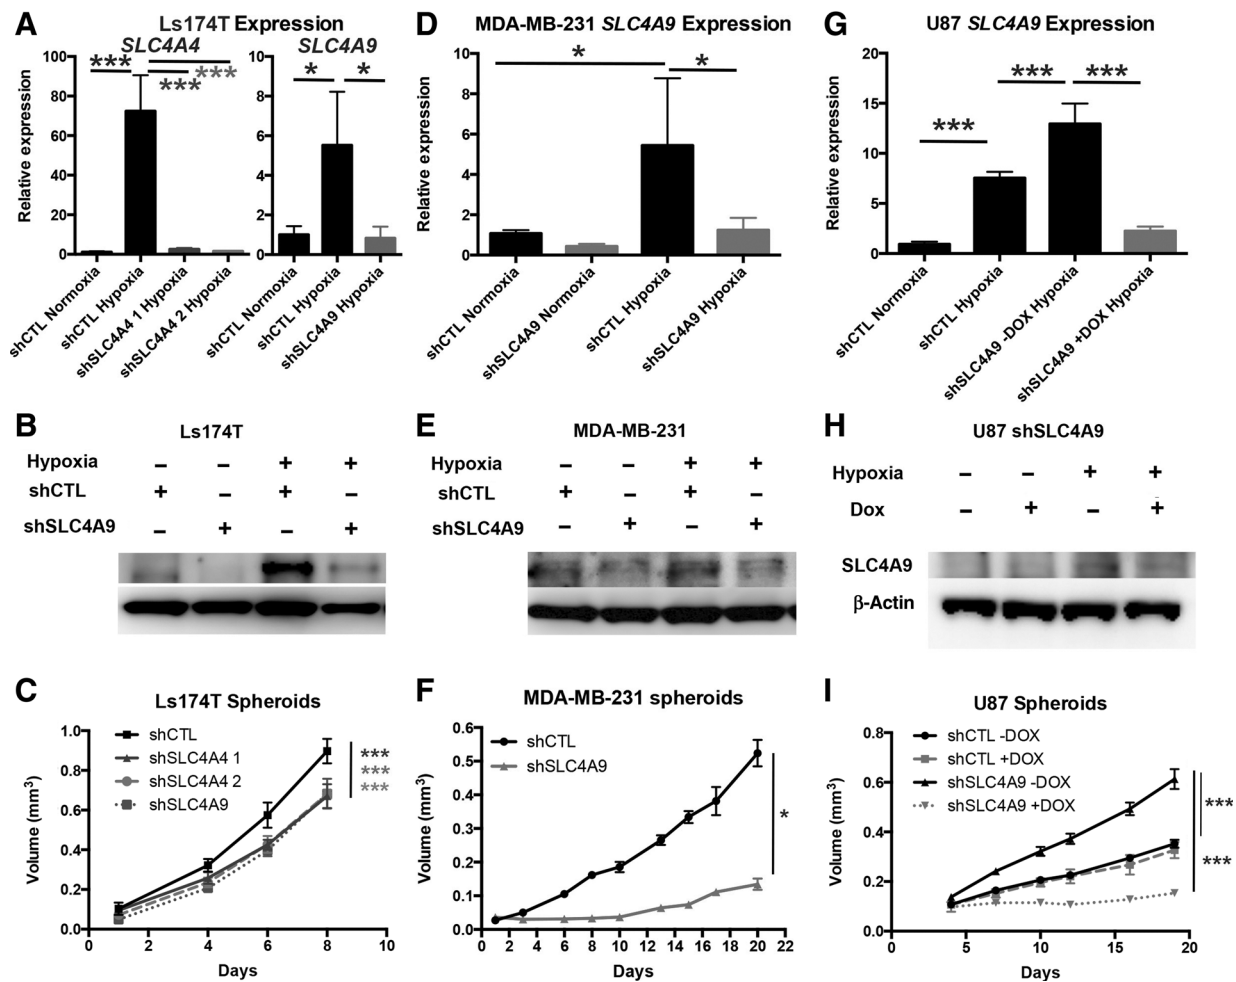 A
Ls174T Expression
SLC4A4
SLC4A9
Relative expression
100
80
60
40
20
0
***
***
***
shCTL Normoxia
shCTL Hypoxia
shSLC4A4 1 Hypoxia
shSLC4A4 2 Hypoxia
10
8
6
4
2
0
*
*
shCTL Normoxia
shCTL Hypoxia
shSLC4A9 Hypoxia
D
MDA-MB-231 SLC4A9 Expression
Relative expression
10
8
6
4
2
0
*
*
shCTL Normoxia
shSLC4A9 Normoxia
shCTL Hypoxia
shSLC4A9 Hypoxia
G
U87 SLC4A9 Expression
Relative expression
20
15
10
5
0
***
***
***
shCTL Normoxia
shCTL Hypoxia
shSLC4A9 -DOX Hypoxia
shSLC4A9 +DOX Hypoxia
B
Ls174T
Hypoxia – – + +
shCTL + – + –
shSLC4A9 – + – +
E
MDA-MB-231
Hypoxia – – + +
shCTL + – + –
shSLC4A9 – + – +
H
U87 shSLC4A9
Hypoxia – – + +
Dox – + – +
SLC4A9
β-Actin
C
Ls174T Spheroids
Volume (mm3)
1.0
0.8
0.6
0.4
0.2
0.0
shCTL
shSLC4A4 1
shSLC4A4 2
shSLC4A9
***
***
***
0 2 4 6 8 10
Days
F
MDA-MB-231 spheroids
Volume (mm3)
0.6
0.5
0.4
0.3
0.2
0.1
0.0
shCTL
shSLC4A9
*
0 2 4 6 8 10 12 14 16 18 20 22
Days
I
U87 Spheroids
Volume (mm3)
0.8
0.6
0.4
0.2
0.0
shCTL -DOX
shCTL +DOX
shSLC4A9 -DOX
shSLC4A9 +DOX
***
***
0 5 10 15 20
Days